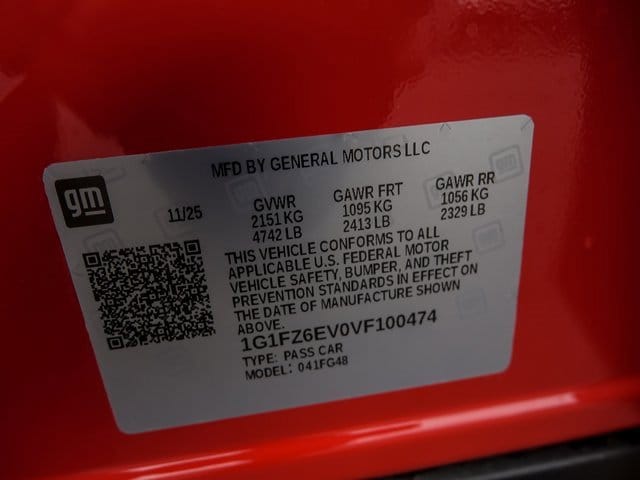 MFD BY GENERAL MOTORS LLC
gm
11/25
GVWR
2151 KG
4742 LB
GAWR FRT
1095 KG
2413 LB
GAWR RR
1056 KG
2329 LB
THIS VEHICLE CONFORMS TO ALL
APPLICABLE U.S. FEDERAL MOTOR
VEHICLE SAFETY, BUMPER, AND THEFT
PREVENTION STANDARDS IN EFFECT ON
THE DATE OF MANUFACTURE SHOWN
ABOVE.
1G1FZ6EV0VF100474
TYPE: PASS CAR
MODEL: 041FG48